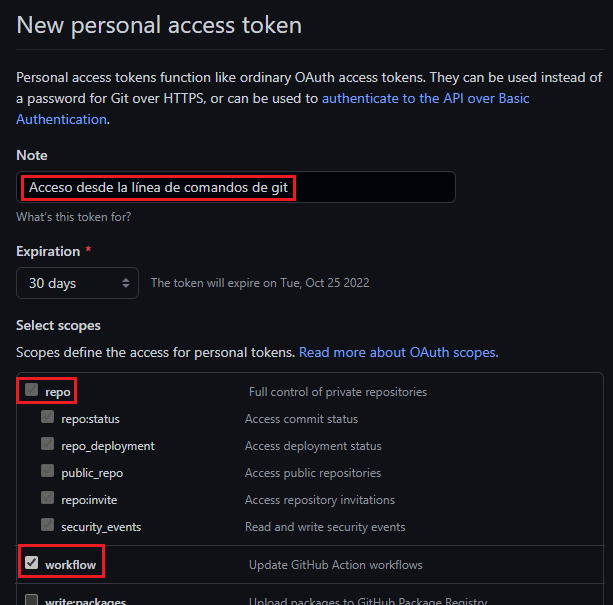 New personal access token
Personal access tokens function like ordinary OAuth access tokens. They can be used instead of
a password for Git over HTTPS, or can be used to authenticate to the API over Basic
Authentication.
Note
Acceso desde la línea de comandos de git
What's this token for?
Expiration *
30 days The token will expire on Tue, Oct 25 2022
Select scopes
Scopes define the access for personal tokens. Read more about OAuth scopes.
repo Full control of private repositories
repo:status Access commit status
repo_deployment Access deployment status
public_repo Access public repositories
repo:invite Access repository invitations
security_events Read and write security events
workflow Update GitHub Action workflows
write:packages Upload packages to GitHub Package Registry